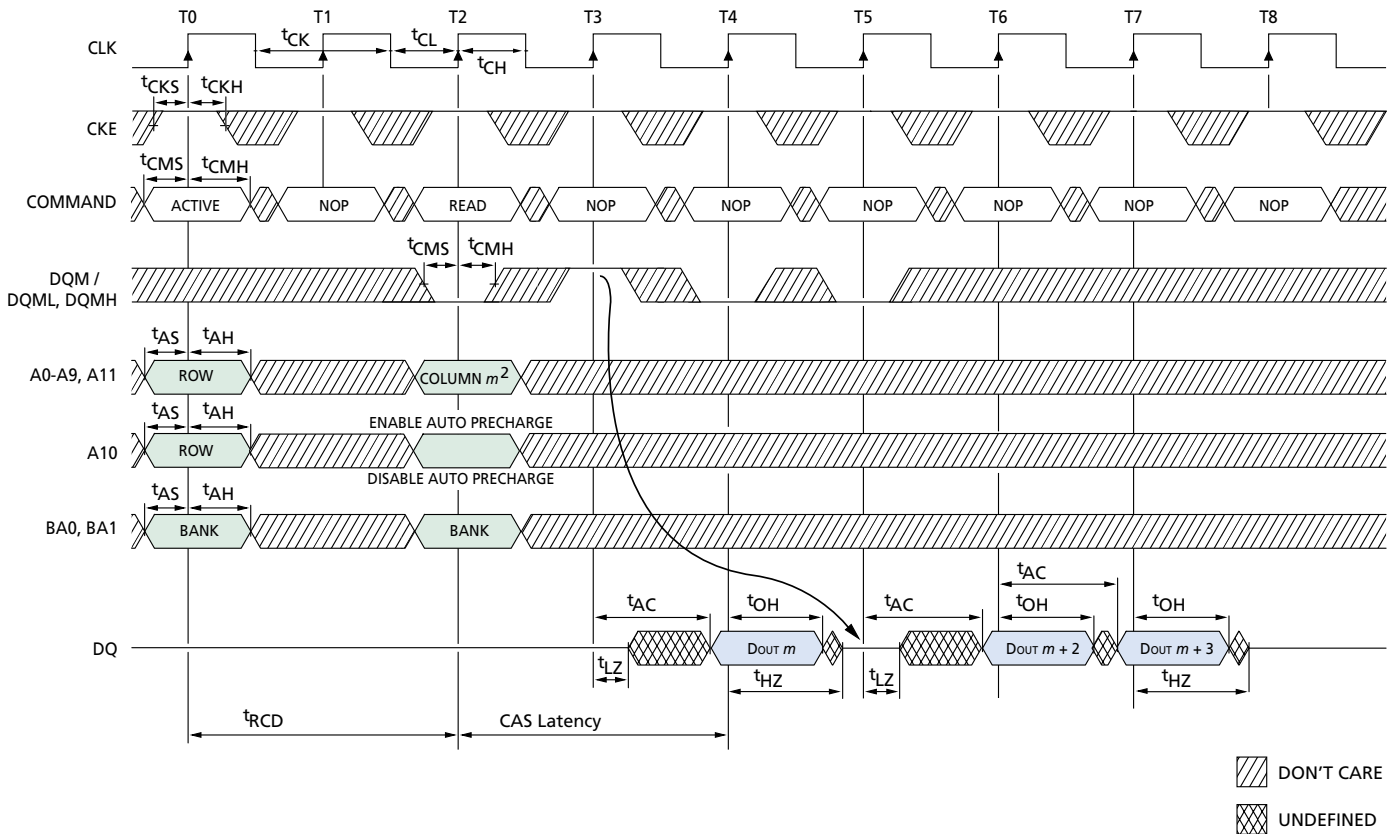 T0 T1 T2 T3 T4 T5 T6 T7 T8
CLK
tCK tCL
tCH
tCKS tCKH
CKE
tCMS tCMH
COMMAND
ACTIVE NOP READ NOP NOP NOP NOP NOP NOP
tCMS tCMH
DQM /
DQML, DQMH
tAS tAH
A0-A9, A11
ROW COLUMN m2
tAS tAH
ENABLE AUTO PRECHARGE
A10
ROW
DISABLE AUTO PRECHARGE
tAS tAH
BA0, BA1
BANK BANK
tAC
tAC tOH tAC tOH tOH
DQ
DOUT m DOUT m + 2 DOUT m + 3
tLZ tHZ tLZ tHZ
tRCD CAS Latency
DON'T CARE
UNDEFINED